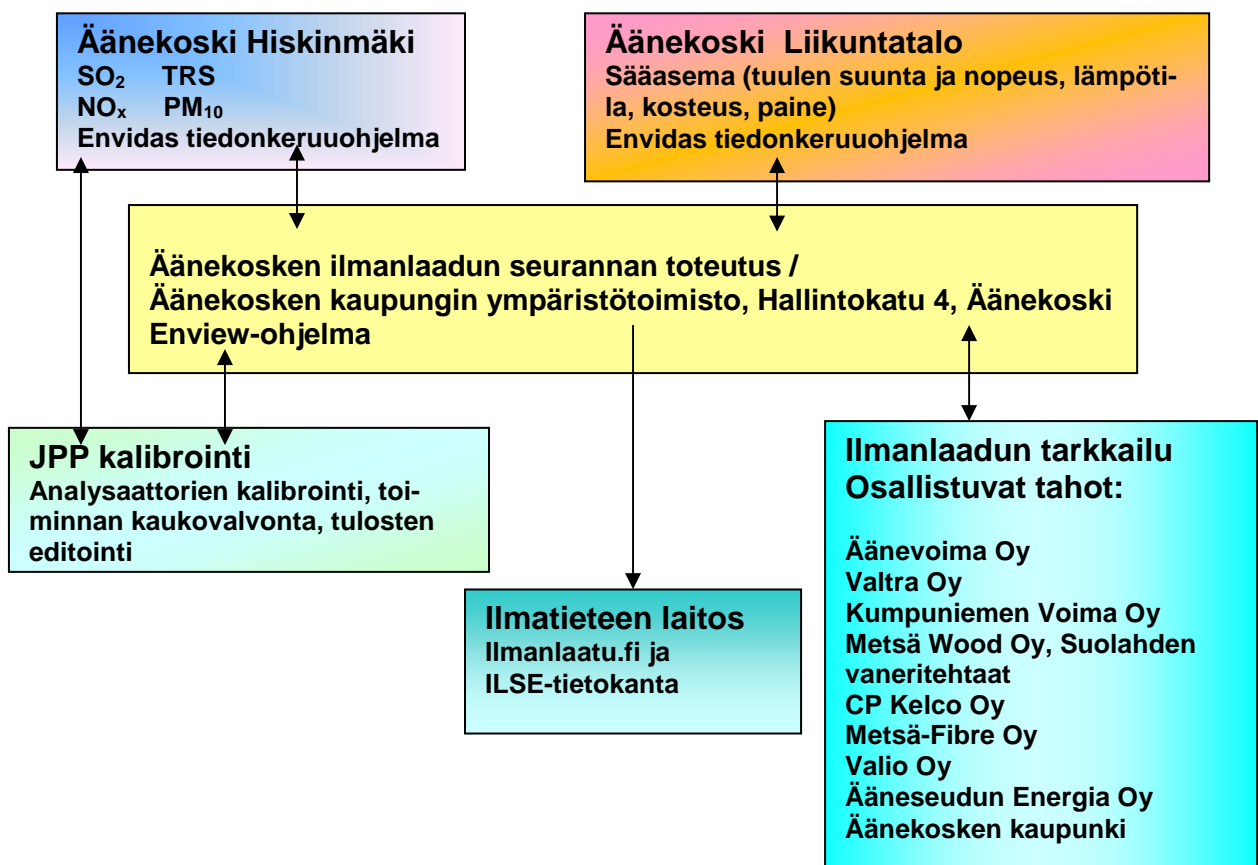 Äänekoski Hiskinmäki
SO₂ TRS
NOₓ PM₁₀
Envidas tiedonkeruuohjelma
Äänekoski Liikuntatalo
Sääasema (tuulen suunta ja nopeus, lämpöti-
la, kosteus, paine)
Envidas tiedonkeruuohjelma
Äänekosken ilmanlaadun seurannan toteutus /
Äänekosken kaupungin ympäristötoimisto, Hallintokatu 4, Äänekoski
Enview-ohjelma
JPP kalibrointi
Analysaattorien kalibrointi, toi-
minnan kaukovalvonta, tulosten
editointi
Ilmatieteen laitos
Ilmanlaatu.fi ja
ILSE-tietokanta
Ilmanlaadun tarkkailu
Osallistuvat tahot:
Äänevoima Oy
Valtra Oy
Kumpuniemen Voima Oy
Metsä Wood Oy, Suolahden
vaneritehtaat
CP Kelco Oy
Metsä-Fibre Oy
Valio Oy
Ääneseudun Energia Oy
Äänekosken kaupunki